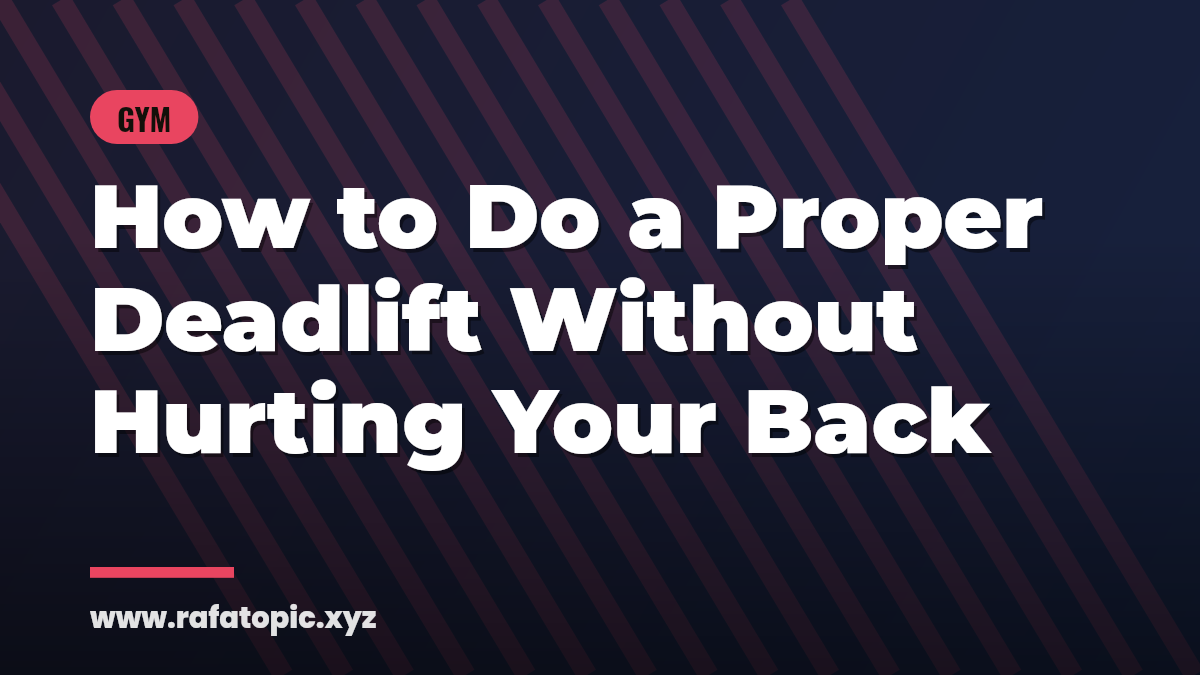 GYM
How to Do a Proper
Deadlift Without
Hurting Your Back
www.rafatopic.xyz